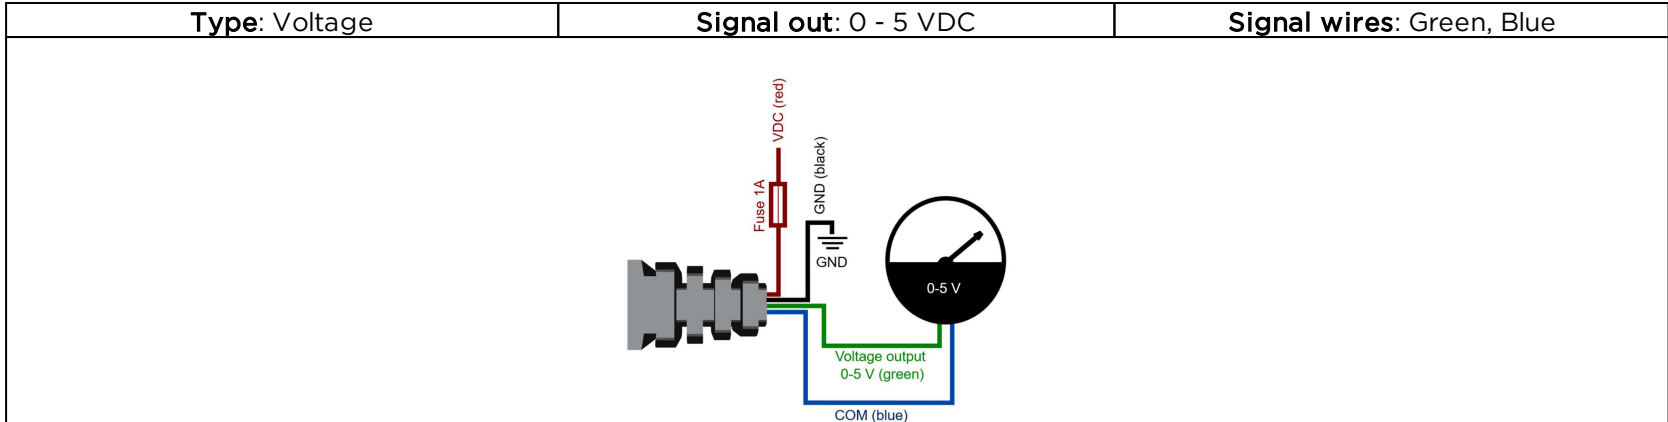 Type: Voltage
Signal out: 0 - 5 VDC
Signal wires: Green, Blue
VDC (red)
Fuse 1A
GND (black)
GND
0-5 V
Voltage output
0-5 V (green)
COM (blue)